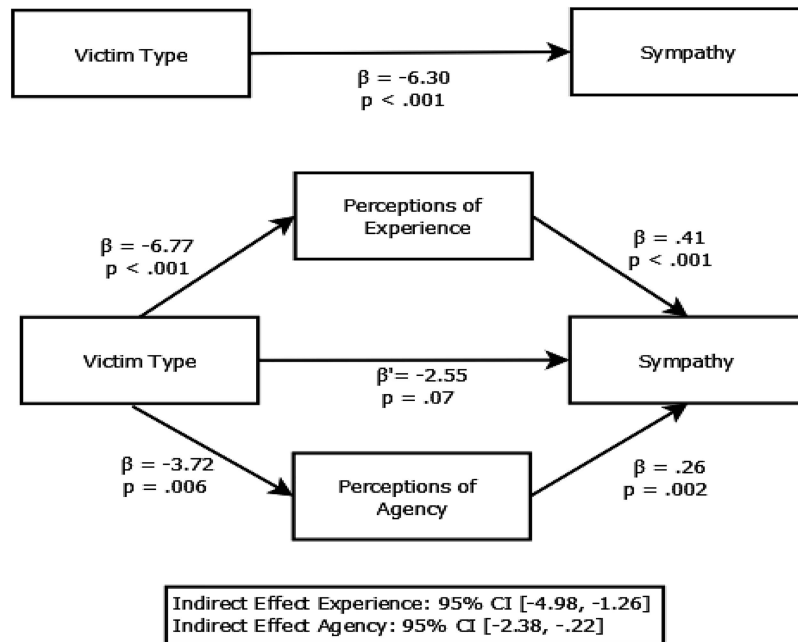 Victim Type
Sympathy
β = -6.30
p < .001
Perceptions of
Experience
β = -6.77
p < .001
β = .41
p < .001
Victim Type
Sympathy
β'= -2.55
p = .07
β = -3.72
p = .006
Perceptions of
Agency
β = .26
p = .002
Indirect Effect Experience: 95% CI [-4.98, -1.26]
Indirect Effect Agency: 95% CI [-2.38, -.22]